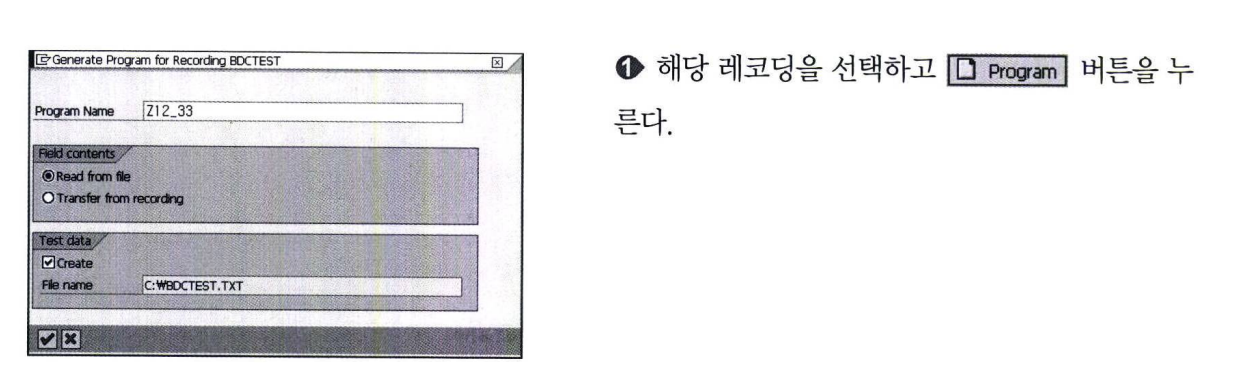 Generate Program for Recording BDCTEST
Program Name Z12_33
Field contents
Read from file
Transfer from recording
Test data
Create
File name C:₩BDCTEST.TXT
❶ 해당 레코딩을 선택하고 Program 버튼을 누
른다.